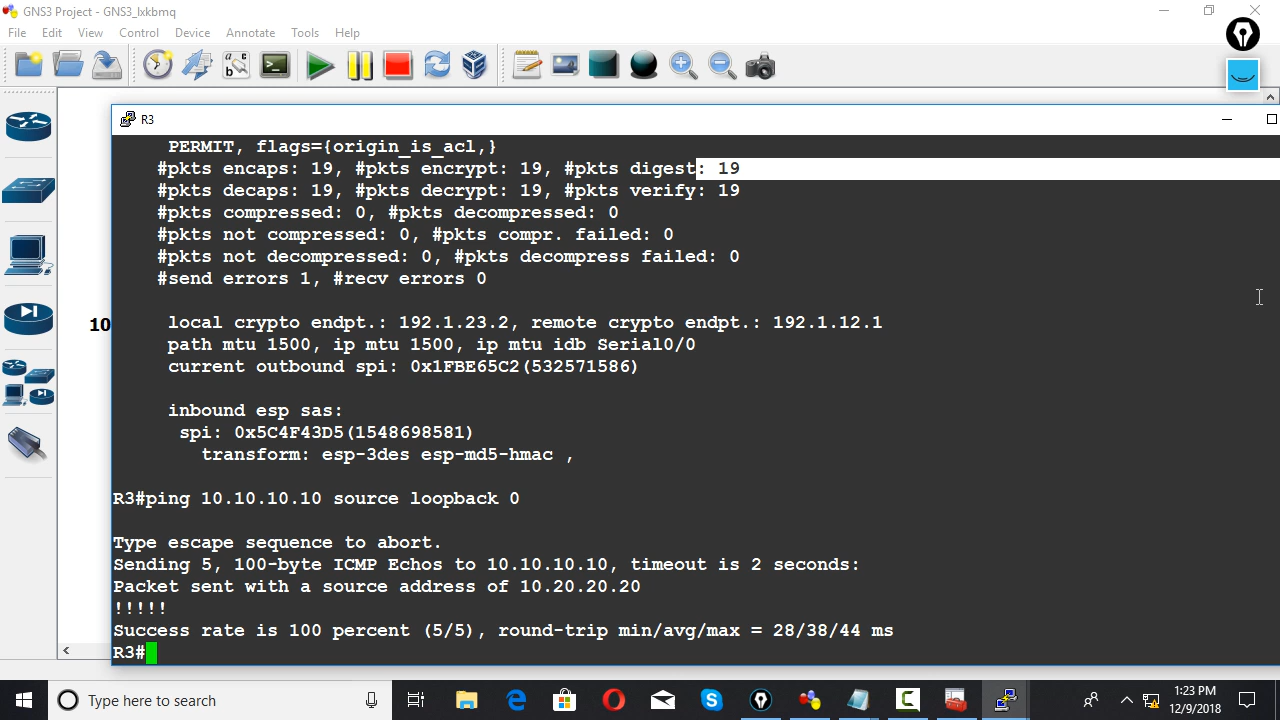 GNS3 Project - GNS3_lxkbmq
File Edit View Control Device Annotate Tools Help
R3
PERMIT, flags={origin_is_acl,}
#pkts encaps: 19, #pkts encrypt: 19, #pkts digest: 19
#pkts decaps: 19, #pkts decrypt: 19, #pkts verify: 19
#pkts compressed: 0, #pkts decompressed: 0
#pkts not compressed: 0, #pkts compr. failed: 0
#pkts not decompressed: 0, #pkts decompress failed: 0
#send errors 1, #recv errors 0
10
local crypto endpt.: 192.1.23.2, remote crypto endpt.: 192.1.12.1
path mtu 1500, ip mtu 1500, ip mtu idb Serial0/0
current outbound spi: 0x1FBE65C2(532571586)
inbound esp sas:
spi: 0x5C4F43D5(1548698581)
transform: esp-3des esp-md5-hmac ,
R3#ping 10.10.10.10 source loopback 0
Type escape sequence to abort.
Sending 5, 100-byte ICMP Echos to 10.10.10.10, timeout is 2 seconds:
Packet sent with a source address of 10.20.20.20
!!!!!
Success rate is 100 percent (5/5), round-trip min/avg/max = 28/38/44 ms
R3#
Type here to search
1:23 PM
12/9/2018